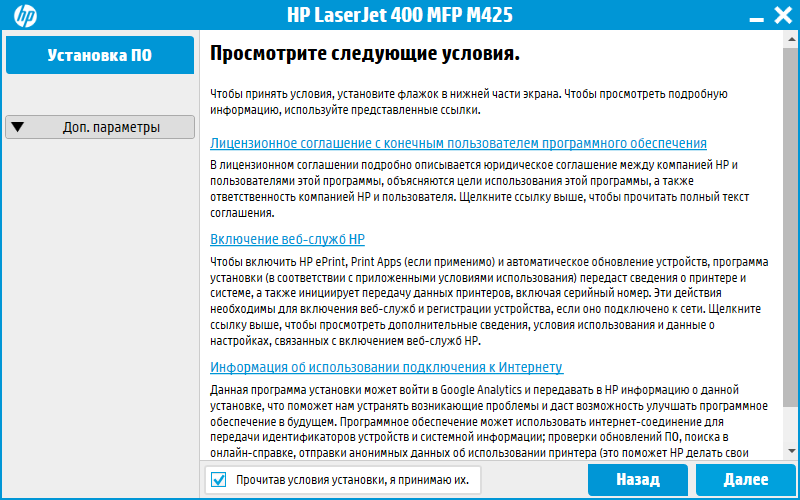 hp
HP LaserJet 400 MFP M425
Установка ПО
Доп. параметры
Просмотрите следующие условия.
Чтобы принять условия, установите флажок в нижней части экрана. Чтобы просмотреть подробную
информацию, используйте представленные ссылки.
Лицензионное соглашение с конечным пользователем программного обеспечения
В лицензионном соглашении подробно описывается юридическое соглашение между компанией HP и
пользователями этой программы, объясняются цели использования этой программы, а также
ответственность компанией HP и пользователя. Щелкните ссылку выше, чтобы прочитать полный текст
соглашения.
Включение веб-служб HP
Чтобы включить HP ePrint, Print Apps (если применимо) и автоматическое обновление устройств, программа
установки (в соответствии с приложенными условиями использования) передаст сведения о принтере и
системе, а также инициирует передачу данных принтеров, включая серийный номер. Эти действия
необходимы для включения веб-служб и регистрации устройства, если оно подключено к сети. Щелкните
ссылку выше, чтобы просмотреть дополнительные сведения, условия использования и данные о
настройках, связанных с включением веб-служб HP.
Информация об использовании подключения к Интернету
Данная программа установки может войти в Google Analytics и передавать в HP информацию о данной
установке, что поможет нам устранять возникающие проблемы и даст возможность улучшать программное
обеспечение в будущем. Программное обеспечение может использовать интернет-соединение для
передачи идентификаторов устройств и системной информации; проверки обновлений ПО, поиска в
онлайн-справке, отправки анонимных данных об использовании принтера (это поможет HP делать свои
Прочитав условия установки, я принимаю их.
Назад
Далее